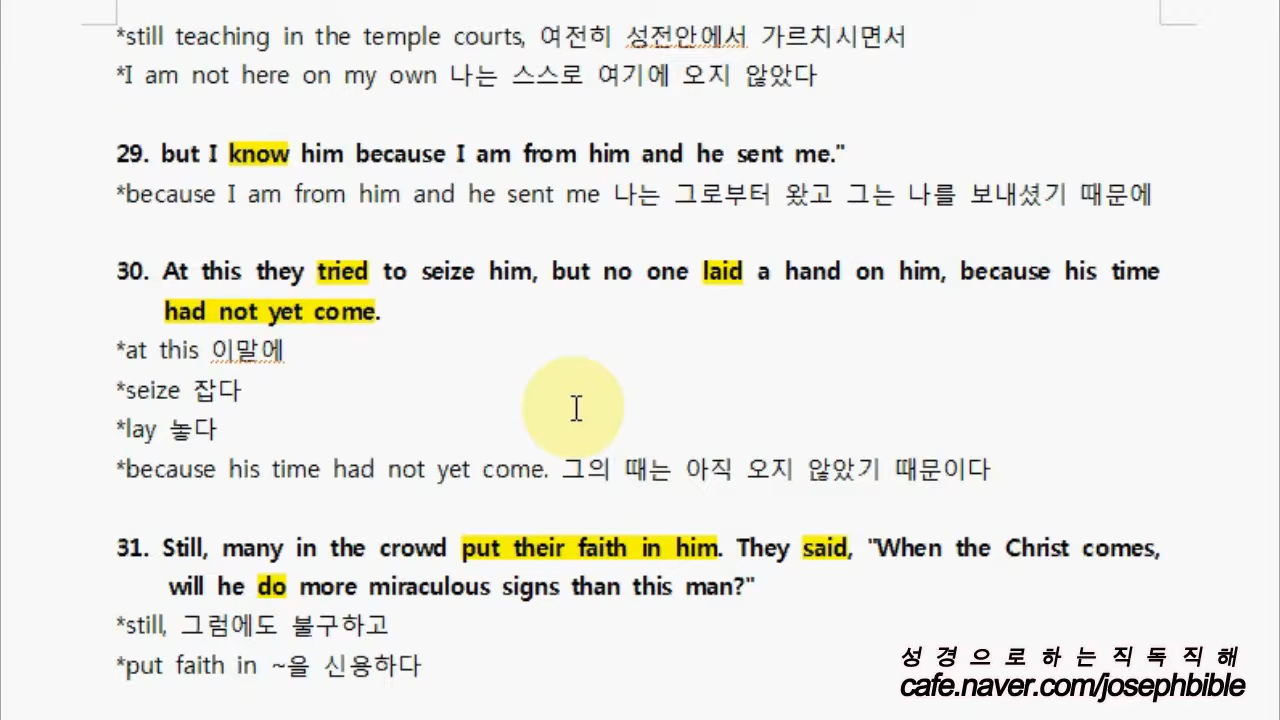 *still teaching in the temple courts, 여전히 성전안에서 가르치시면서
*I am not here on my own 나는 스스로 여기에 오지 않았다
29. but I know him because I am from him and he sent me."
*because I am from him and he sent me 나는 그로부터 왔고 그는 나를 보내셨기 때문에
30. At this they tried to seize him, but no one laid a hand on him, because his time
had not yet come.
*at this 이말에
*seize 잡다
*lay 놓다
*because his time had not yet come. 그의 때는 아직 오지 않았기 때문이다
31. Still, many in the crowd put their faith in him. They said, "When the Christ comes,
will he do more miraculous signs than this man?"
*still, 그럼에도 불구하고
*put faith in ~을 신용하다
성경으로하는직독직해
cafe.naver.com/josephbible